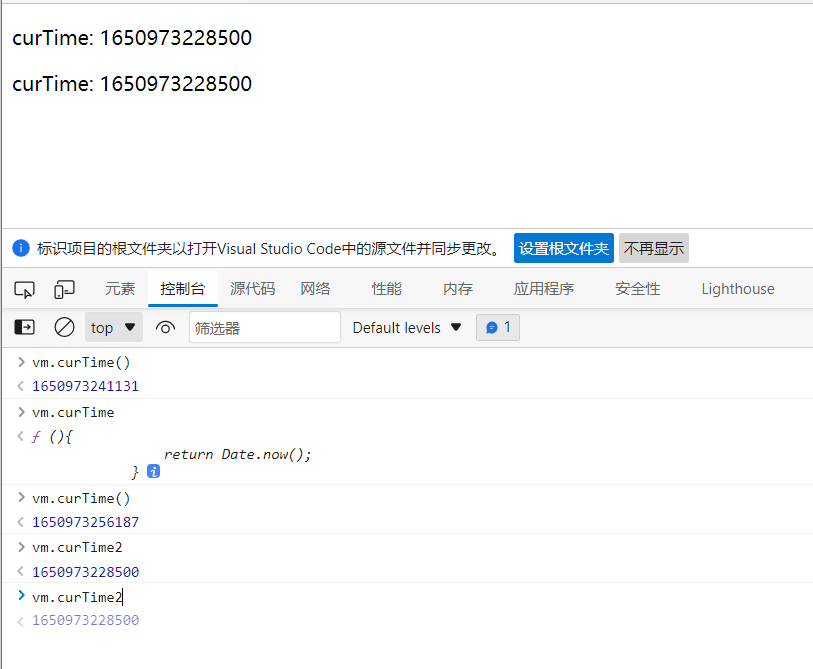 curTime: 1650973228500
curTime: 1650973228500
标识项目的根文件夹以打开Visual Studio Code中的源文件并同步更改。 设置根文件夹 不再显示
元素 控制台 源代码 网络 性能 内存 应用程序 安全性 Lighthouse
top 筛选器 Default levels 1
vm.curTime()
1650973241131
vm.curTime
ƒ (){
return Date.now();
}
vm.curTime()
1650973256187
vm.curTime2
1650973228500
vm.curTime2
1650973228500